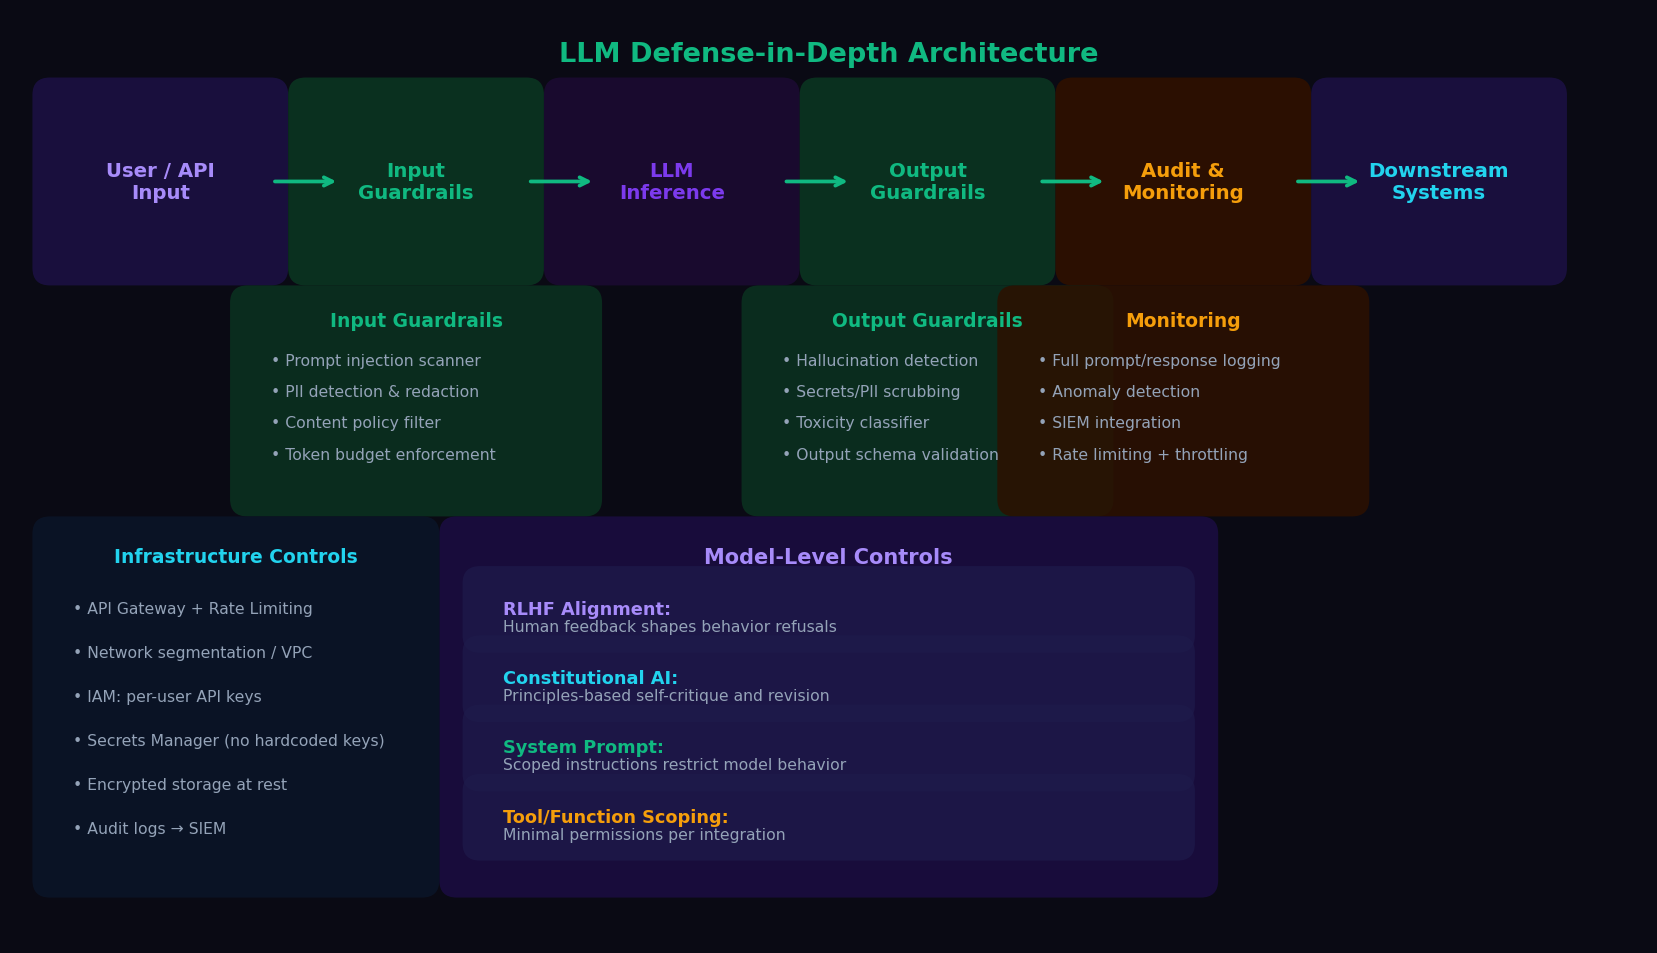 LLM Defense-in-Depth Architecture
User / API
Input
Input
Guardrails
LLM
Inference
Output
Guardrails
Audit &
Monitoring
Downstream
Systems
Input Guardrails
• Prompt injection scanner
• PII detection & redaction
• Content policy filter
• Token budget enforcement
Output Guardrails
• Hallucination detection
• Secrets/PII scrubbing
• Toxicity classifier
• Output schema validation
Monitoring
• Full prompt/response logging
• Anomaly detection
• SIEM integration
• Rate limiting + throttling
Infrastructure Controls
• API Gateway + Rate Limiting
• Network segmentation / VPC
• IAM: per-user API keys
• Secrets Manager (no hardcoded keys)
• Encrypted storage at rest
• Audit logs → SIEM
Model-Level Controls
RLHF Alignment:
Human feedback shapes behavior refusals
Constitutional AI:
Principles-based self-critique and revision
System Prompt:
Scoped instructions restrict model behavior
Tool/Function Scoping:
Minimal permissions per integration